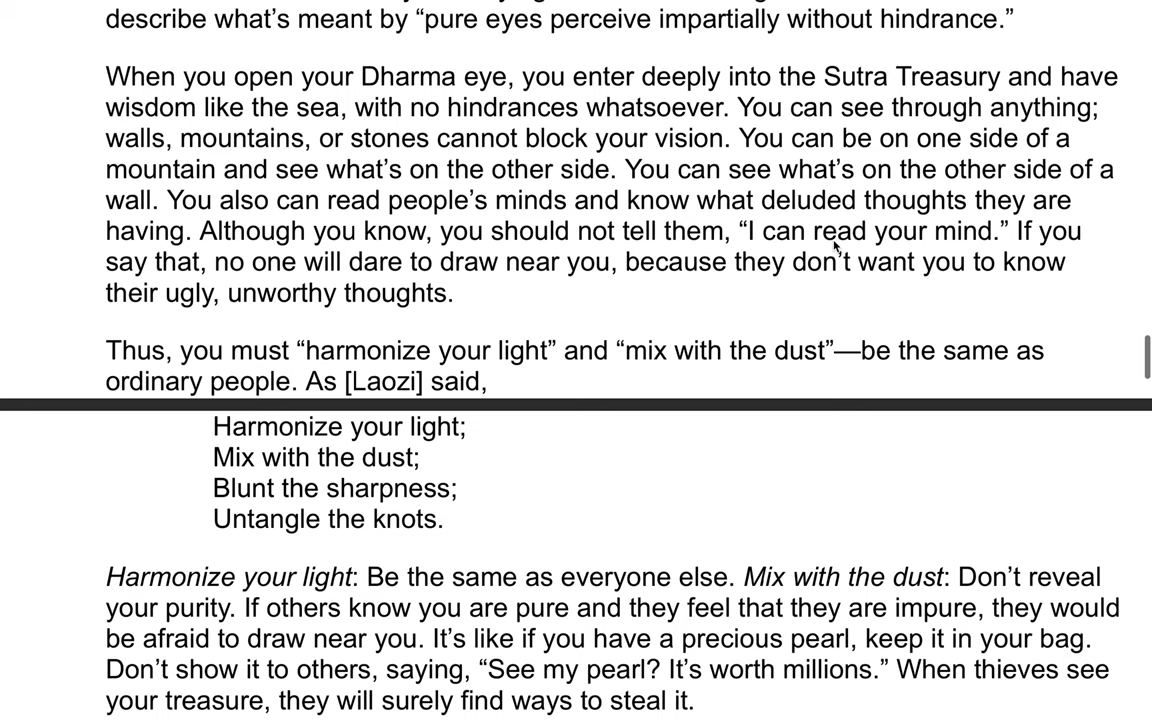 describe what's meant by “pure eyes perceive impartially without hindrance.”
When you open your Dharma eye, you enter deeply into the Sutra Treasury and have
wisdom like the sea, with no hindrances whatsoever. You can see through anything;
walls, mountains, or stones cannot block your vision. You can be on one side of a
mountain and see what’s on the other side. You can see what’s on the other side of a
wall. You also can read people’s minds and know what deluded thoughts they are
having. Although you know, you should not tell them, “I can read your mind.” If you
say that, no one will dare to draw near you, because they don’t want you to know
their ugly, unworthy thoughts.
Thus, you must “harmonize your light” and “mix with the dust”—be the same as
ordinary people. As [Laozi] said,
Harmonize your light;
Mix with the dust;
Blunt the sharpness;
Untangle the knots.
Harmonize your light: Be the same as everyone else. Mix with the dust: Don’t reveal
your purity. If others know you are pure and they feel that they are impure, they would
be afraid to draw near you. It’s like if you have a precious pearl, keep it in your bag.
Don’t show it to others, saying, “See my pearl? It’s worth millions.” When thieves see
your treasure, they will surely find ways to steal it.